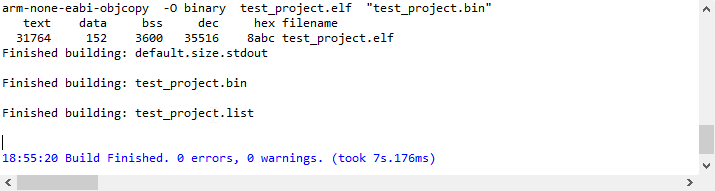 arm-none-eabi-objcopy  -O binary  test_project.elf  "test_project.bin"
   text    data     bss     dec     hex filename
  31764     152    3600   35516    8abc test_project.elf
Finished building: default.size.stdout
Finished building: test_project.bin
Finished building: test_project.list
18:55:20 Build Finished. 0 errors, 0 warnings. (took 7s.176ms)